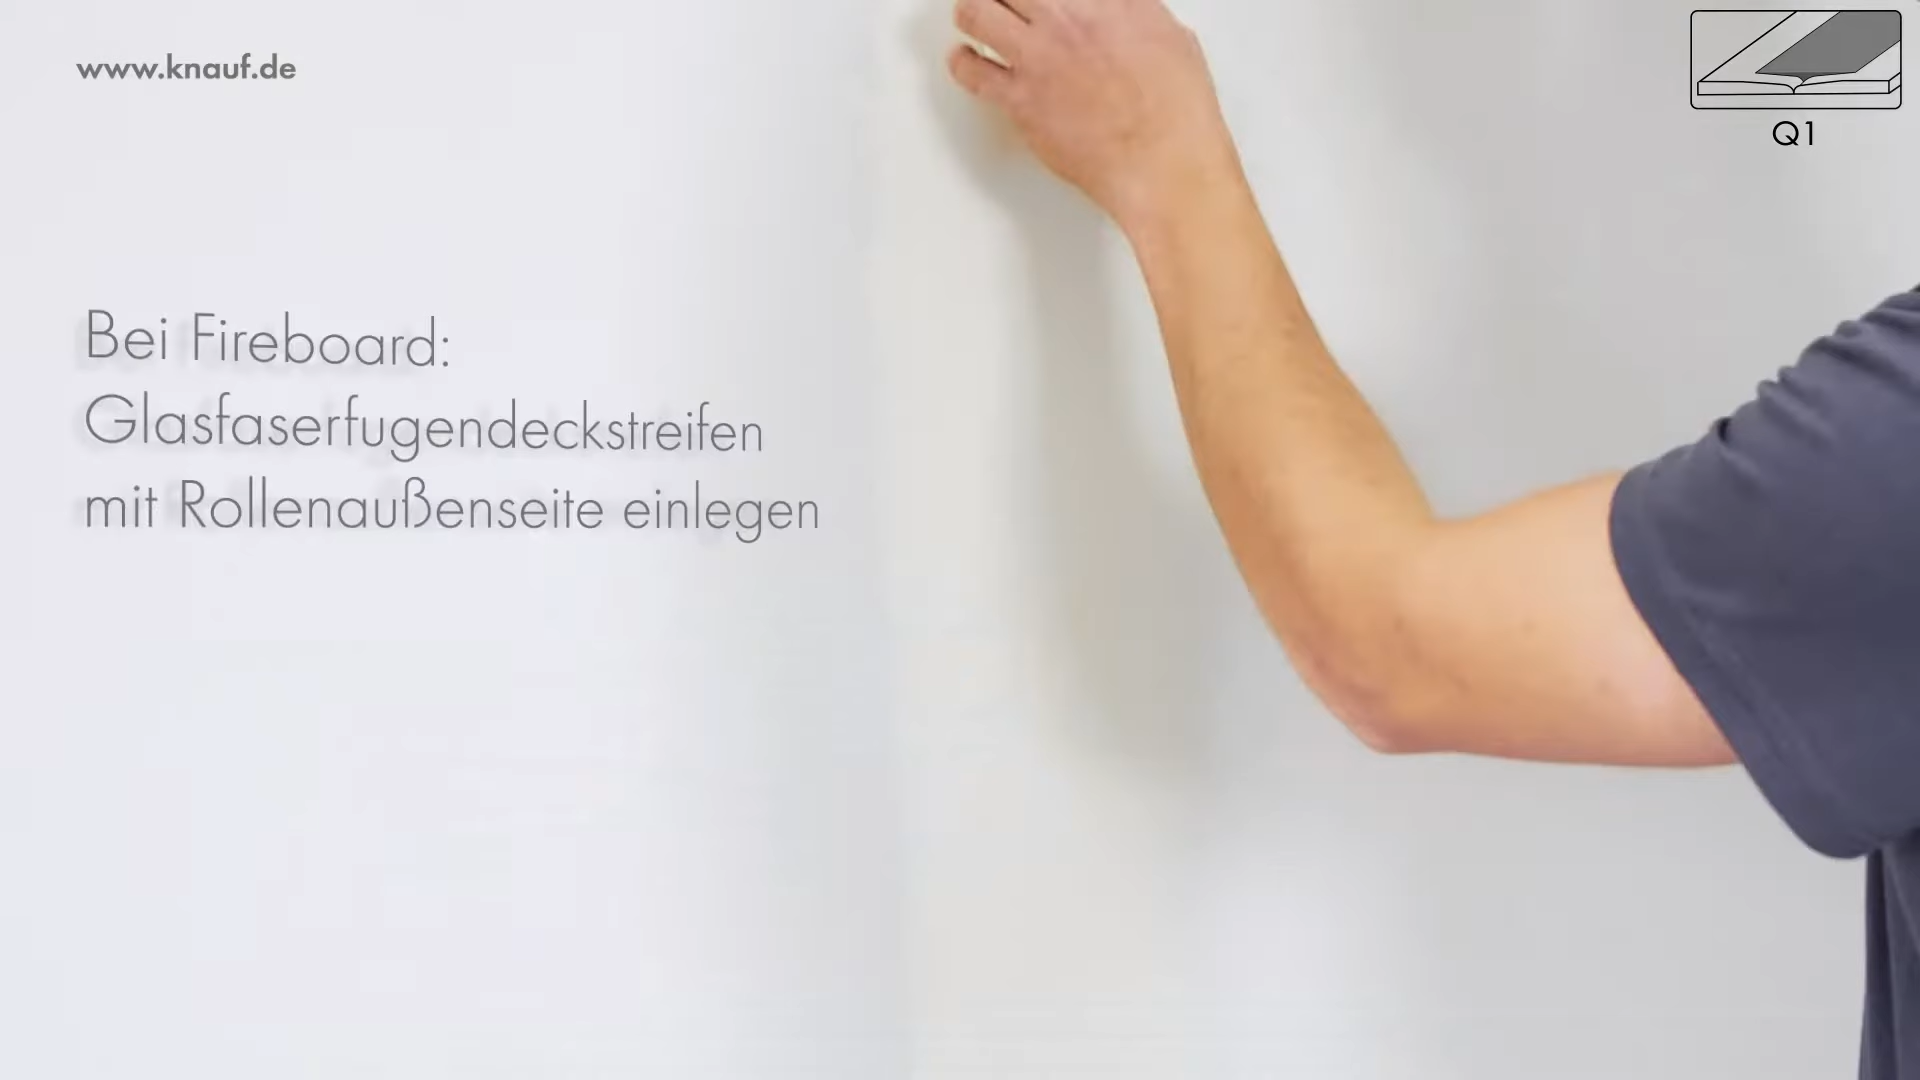 www.knauf.de
Q1
Bei Fireboard:
Glasfaserfugendeckstreifen
mit Rollenaußenseite einlegen